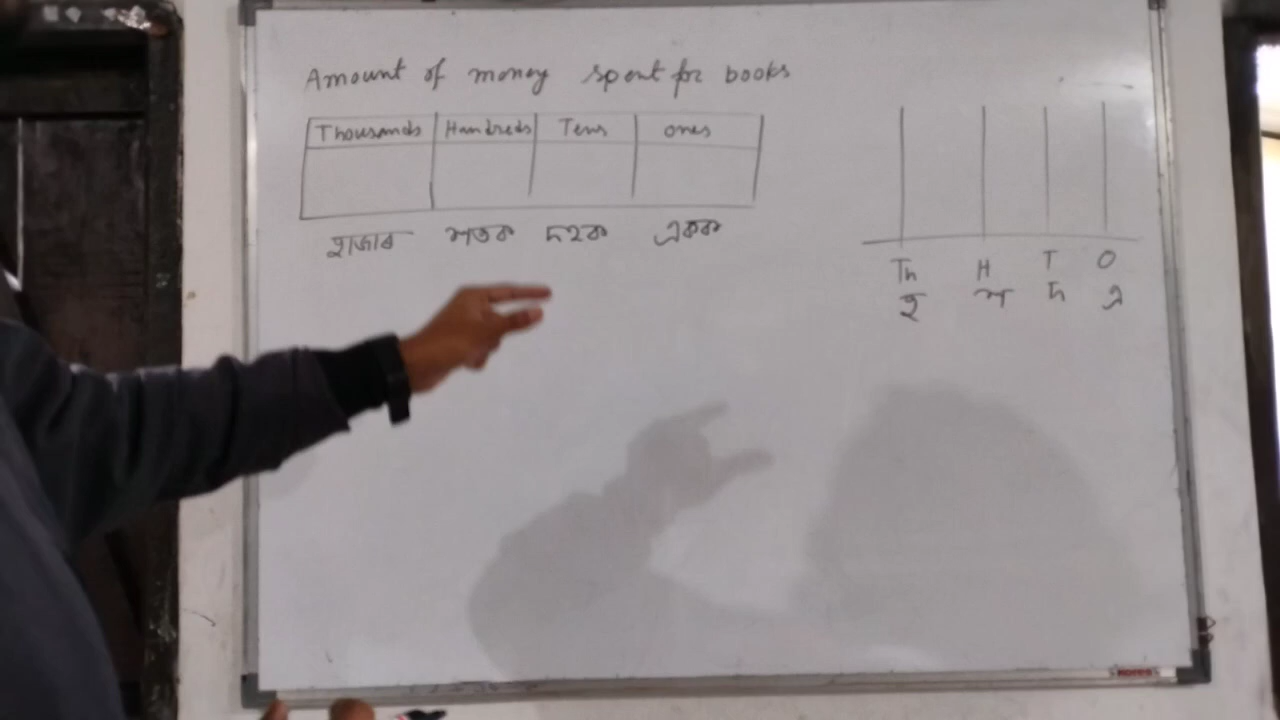 Amount of money spent for books
Thousands Hundreds Tens ones
হাজাৰ শতক দহক একক
Th H T O
হ শ দ এ